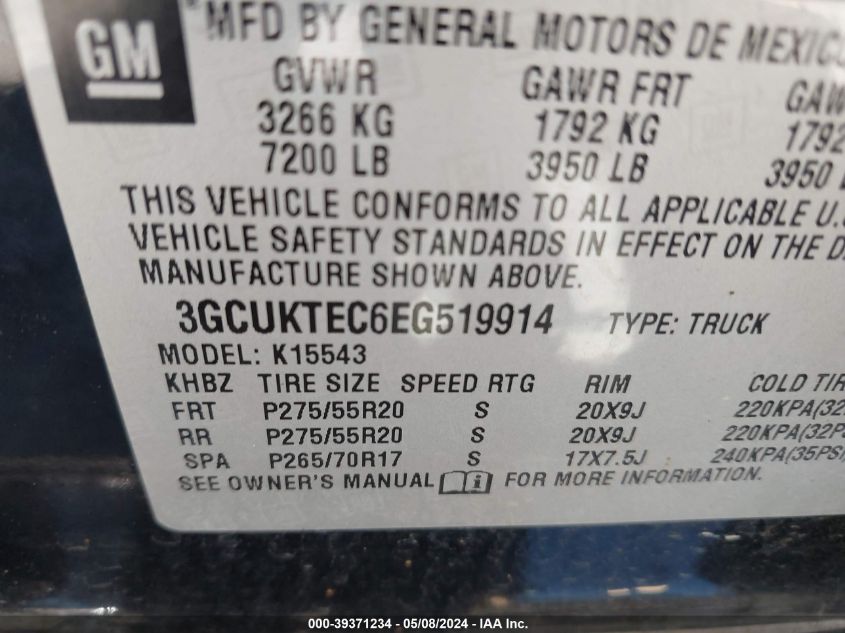 GM
MFD BY GENERAL MOTORS DE MEXICO
GVWR GAWR FRT
3266 KG 1792 KG 1792
7200 LB 3950 LB 3950
THIS VEHICLE CONFORMS TO ALL APPLICABLE U.S
VEHICLE SAFETY STANDARDS IN EFFECT ON THE
MANUFACTURE SHOWN ABOVE.
3GCUKTEC6EG519914 TYPE: TRUCK
MODEL: K15543
KHBZ TIRE SIZE SPEED RTG RIM COLD
FRT P275/55R20 S 20X9J 220KPA(32
RR P275/55R20 S 20X9J 220KPA(32PS
SPA P265/70R17 S 17X7.5J 240KPA(35PSI
SEE OWNER'S MANUAL FOR MORE INFORMATION.
000-39371234 — 05/08/2024 — IAA Inc.